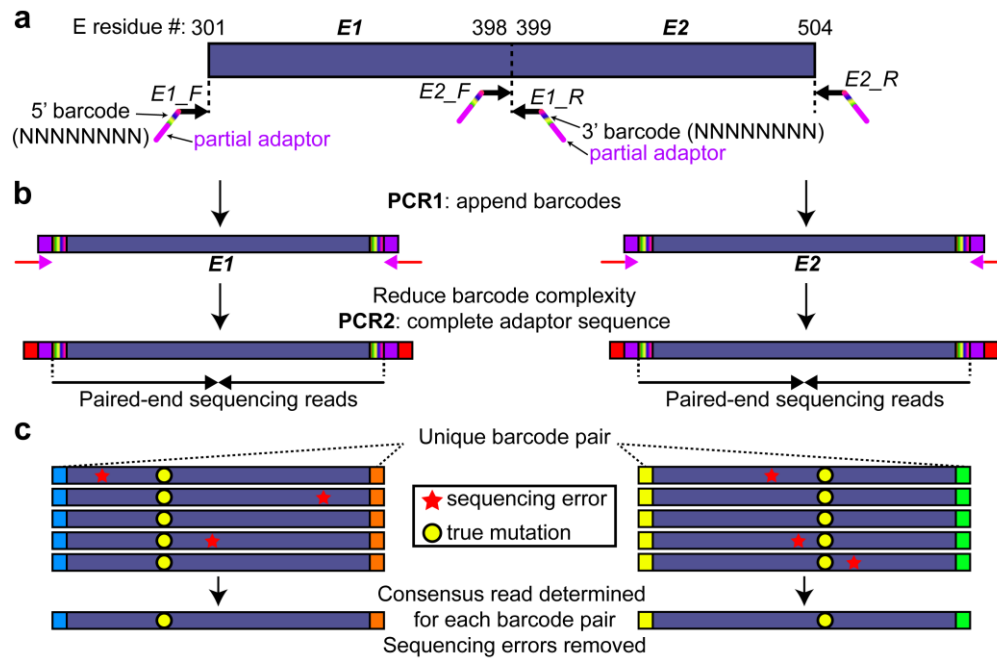 a
E residue #: 301 E1 398 399 E2 504
E1_F E2_F E1_R E2_R
5' barcode
(NNNNNNNN)
partial adaptor
3' barcode (NNNNNNNN)
partial adaptor
b
PCR1: append barcodes
E1 E2
Reduce barcode complexity
PCR2: complete adaptor sequence
Paired-end sequencing reads Paired-end sequencing reads
c
Unique barcode pair
sequencing error
true mutation
Consensus read determined
for each barcode pair
Sequencing errors removed